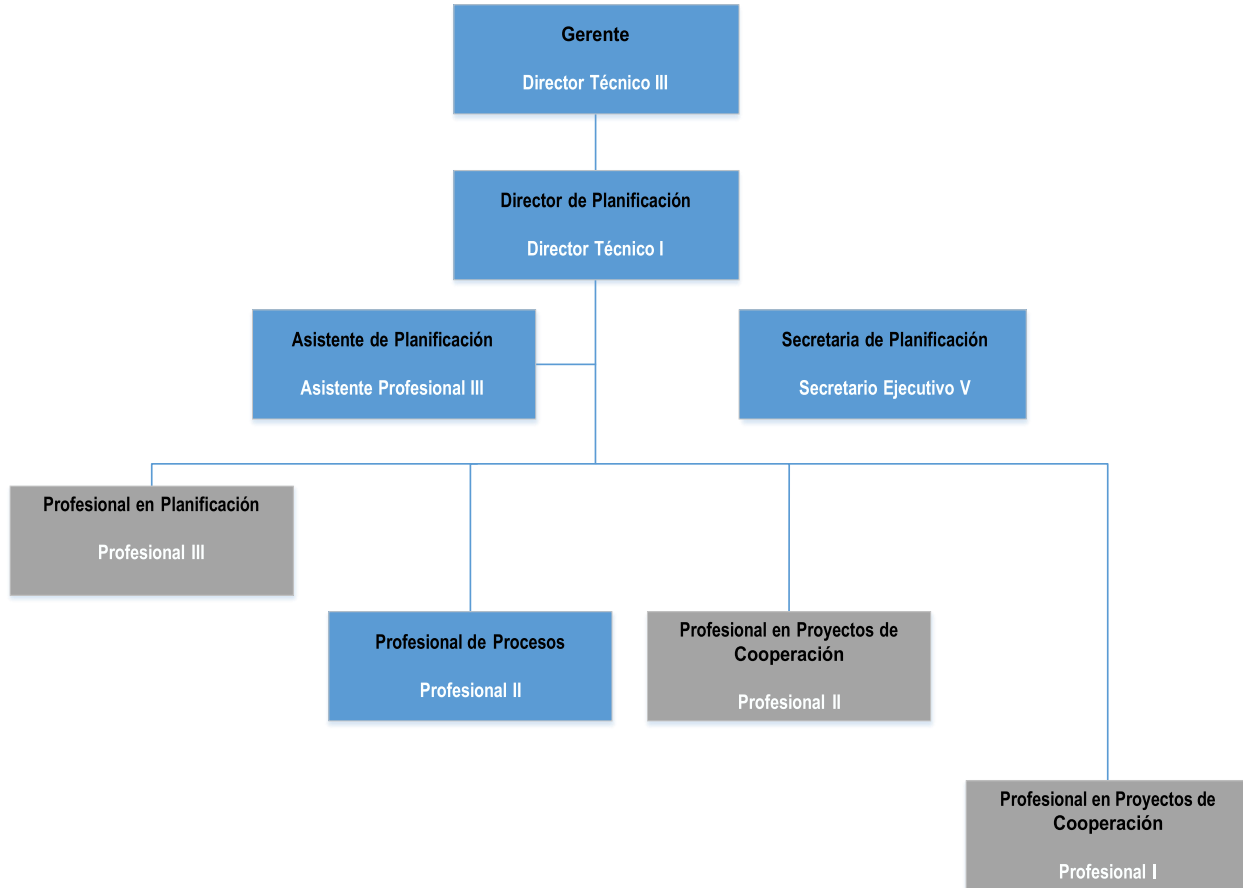 Gerente
Director Técnico III
Director de Planificación
Director Técnico I
Asistente de Planificación
Asistente Profesional III
Secretaria de Planificación
Secretario Ejecutivo V
Profesional en Planificación
Profesional III
Profesional de Procesos
Profesional II
Profesional en Proyectos de
Cooperación
Profesional II
Profesional en Proyectos de
Cooperación
Profesional I